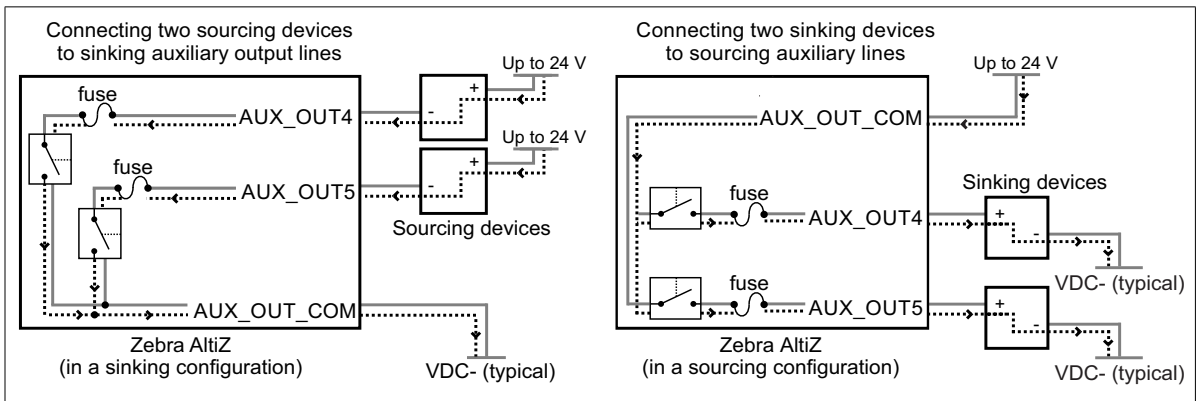 Connecting two sourcing devices
to sinking auxiliary output lines
Up to 24 V
fuse
AUX_OUT4
-
+
Up to 24 V
fuse
AUX_OUT5
-
+
Sourcing devices
AUX_OUT_COM
Zebra AltiZ
(in a sinking configuration)
VDC- (typical)
Connecting two sinking devices
to sourcing auxiliary lines
Up to 24 V
AUX_OUT_COM
Sinking devices
fuse
AUX_OUT4
+
-
VDC- (typical)
fuse
AUX_OUT5
+
-
Zebra AltiZ
(in a sourcing configuration)
VDC- (typical)